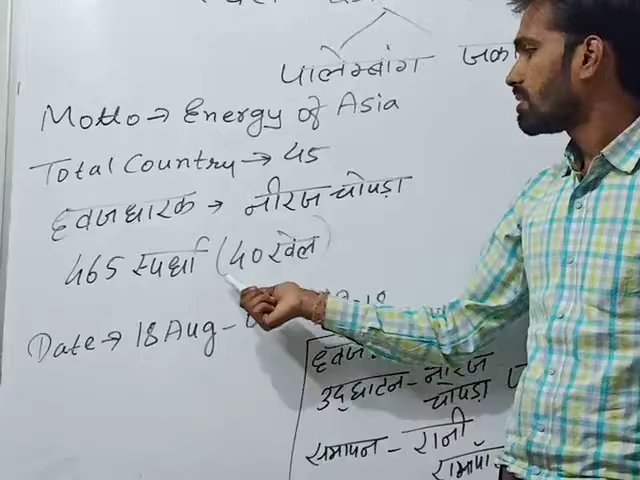 पालेम्बांग जका
Motto → Energy of Asia
Total Country → 45
ध्वजधारक → नीरज चोपड़ा
465 स्पर्धा (40 खेल)
Date → 18 Aug -
ध्वज
उद्घाटन - नीरज
चोपड़ा
समापन - रानी
रामपा